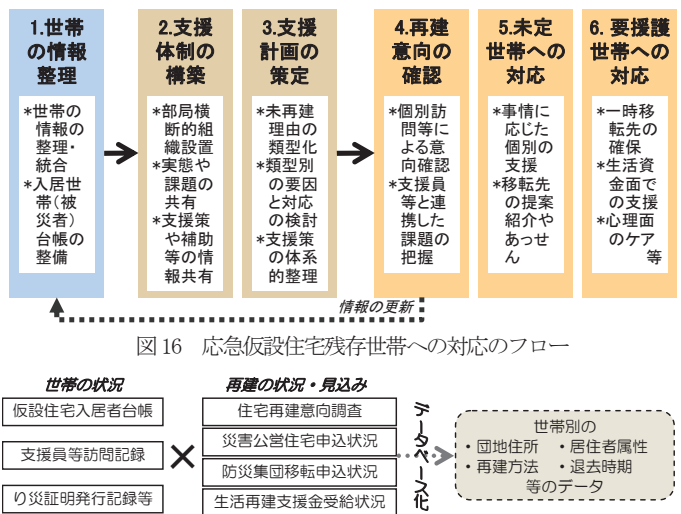 1.世帯
の情報
整理
*世帯の
情報の
整理・
統合
*入居世
帯(被
災者)
台帳の
整備
2.支援
体制の
構築
*部局横
断的組
織設置
*実態や
課題の
共有
*支援策
や補助
等の情
報共有
3.支援
計画の
策定
*未再建
理由の
類型化
*類型別
の要因
と対応
の検討
*支援策
の体系
的整理
4.再建
意向の
確認
*個別訪
問等に
よる意
向確認
*支援員
等と連
携した
課題の
把握
5.未定
世帯への
対応
*事情に
応じた
個別の
支援
*移転先
の提案
紹介や
あっせ
ん
6. 要援護
世帯への
対応
*一時移
転先の
確保
*生活資
金面で
の支援
*心理面
のケア
等
情報の更新
図16 応急仮設住宅残存世帯への対応のフロー
世帯の状況
仮設住宅入居者台帳
支援員等訪問記録
り災証明発行記録等
×
再建の状況・見込み
住宅再建意向調査
災害公営住宅申込状況
防災集団移転申込状況
生活再建支援金受給状況
データベース化
世帯別の
・団地住所 ・居住者属性
・再建方法 ・退去時期
等のデータ